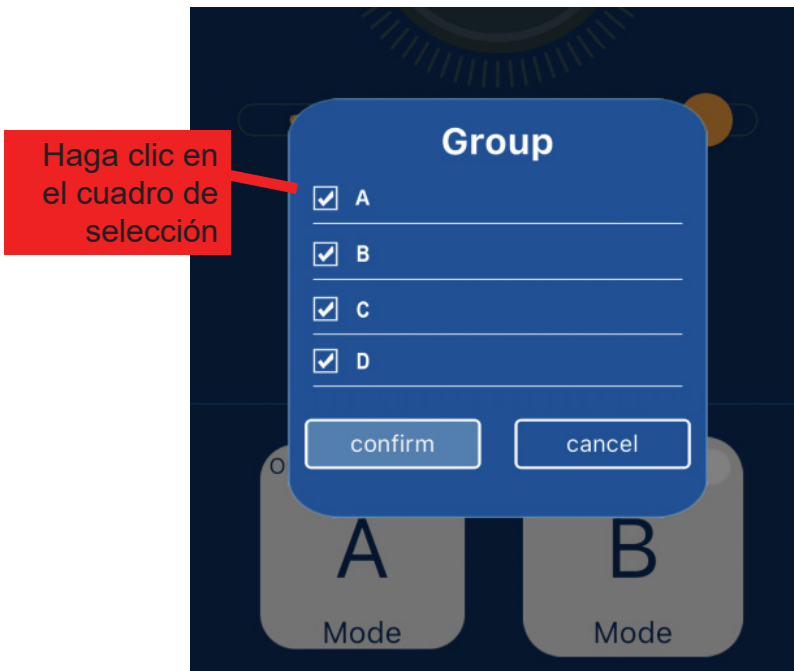 Group
Haga clic en
el cuadro de
selección
A
B
C
D
confirm
cancel
O
A
B
Mode
Mode